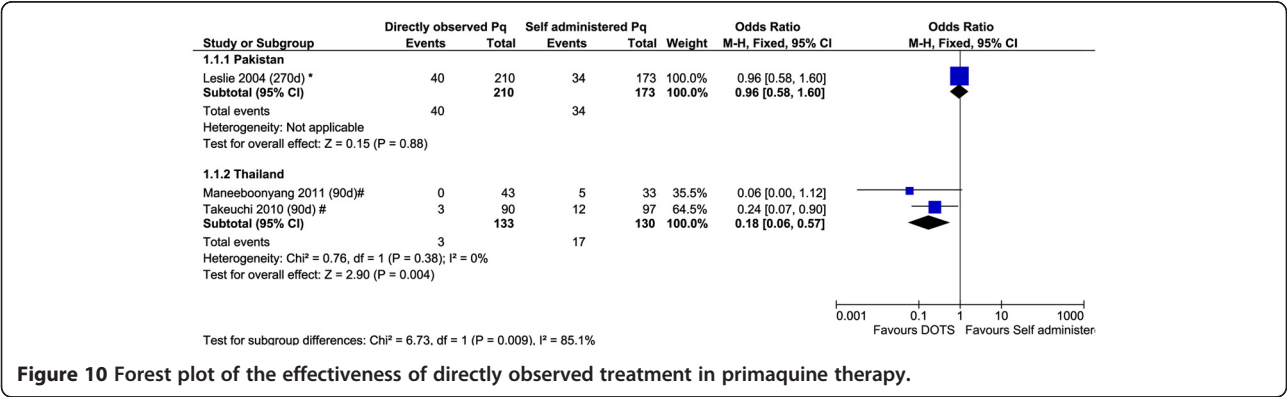 Directly observed Pq Self administered Pq Odds Ratio Odds Ratio
Study or Subgroup Events Total Events Total Weight M-H, Fixed, 95% CI M-H, Fixed, 95% CI
1.1.1 Pakistan
Leslie 2004 (270d) * 40 210 34 173 100.0% 0.96 [0.58, 1.60]
Subtotal (95% CI) 210 173 100.0% 0.96 [0.58, 1.60]
Total events 40 34
Heterogeneity: Not applicable
Test for overall effect: Z = 0.15 (P = 0.88)
1.1.2 Thailand
Maneeboonyang 2011 (90d)# 0 43 5 33 35.5% 0.06 [0.00, 1.12]
Takeuchi 2010 (90d) # 3 90 12 97 64.5% 0.24 [0.07, 0.90]
Subtotal (95% CI) 133 130 100.0% 0.18 [0.06, 0.57]
Total events 3 17
Heterogeneity: Chi² = 0.76, df = 1 (P = 0.38); I² = 0%
Test for overall effect: Z = 2.90 (P = 0.004)
0.001 0.1 1 10 1000
Favours DOTS Favours Self administer
Test for subgroup differences: Chi² = 6.73, df = 1 (P = 0.009), I² = 85.1%
Figure 10 Forest plot of the effectiveness of directly observed treatment in primaquine therapy.